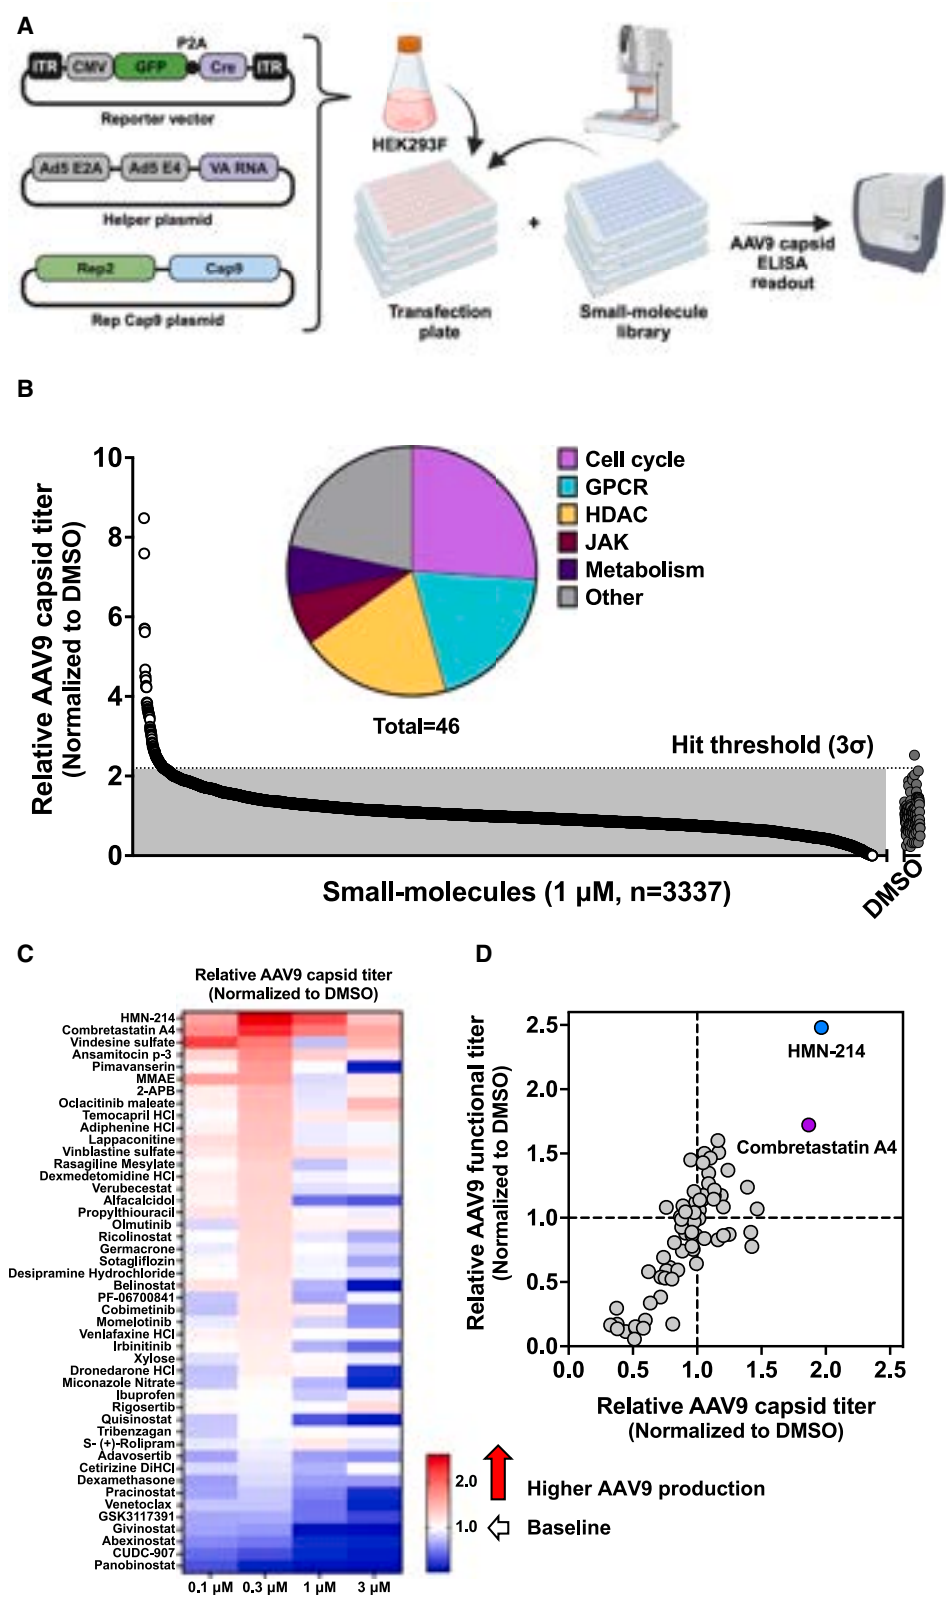 A
P2A
ITR
CMV
GFP
Cre
ITR
Reporter vector
Ad5 E2A
Ad5 E4
VA RNA
Helper plasmid
Rep2
Cap9
Rep Cap9 plasmid
HEK293F
Transfection
plate
+
Small-molecule
library
AAV9 capsid
ELISA
readout
B
Relative AAV9 capsid titer
(Normalized to DMSO)
10
8
6
4
2
0
Total=46
Cell cycle
GPCR
HDAC
JAK
Metabolism
Other
Hit threshold (3σ)
Small-molecules (1 µM, n=3337)
DMSO
C
Relative AAV9 capsid titer
(Normalized to DMSO)
HMN-214
Combretastatin A4
Vindesine sulfate
Ansamitocin p-3
Pimavanserin
MMAE
2-APB
Oclacitinib maleate
Temocapril HCl
Adiphenine HCl
Lappaconitine
Vinblastine sulfate
Rasagiline Mesylate
Dexmedetomidine HCl
Verubecestat
Alfacalcidol
Propylthiouracil
Olmutinib
Ricolinostat
Germacrone
Sotagliflozin
Desipramine Hydrochloride
Belinostat
PF-06700841
Cobimetinib
Momelotinib
Venlafaxine HCl
Irbinitinib
Xylose
Dronedarone HCl
Miconazole Nitrate
Ibuprofen
Rigosertib
Quisinostat
Tribenzagan
S- (+)-Rolipram
Adavosertib
Cetirizine DiHCl
Dexamethasone
Pracinostat
Venetoclax
GSK3117391
Givinostat
Abexinostat
CUDC-907
Panobinostat
0.1 µM
0.3 µM
1 µM
3 µM
2.0
1.0
Higher AAV9 production
Baseline
D
Relative AAV9 functional titer
(Normalized to DMSO)
2.5
2.0
1.5
1.0
0.5
0.0
HMN-214
Combretastatin A4
0.0
0.5
1.0
1.5
2.0
2.5
Relative AAV9 capsid titer
(Normalized to DMSO)